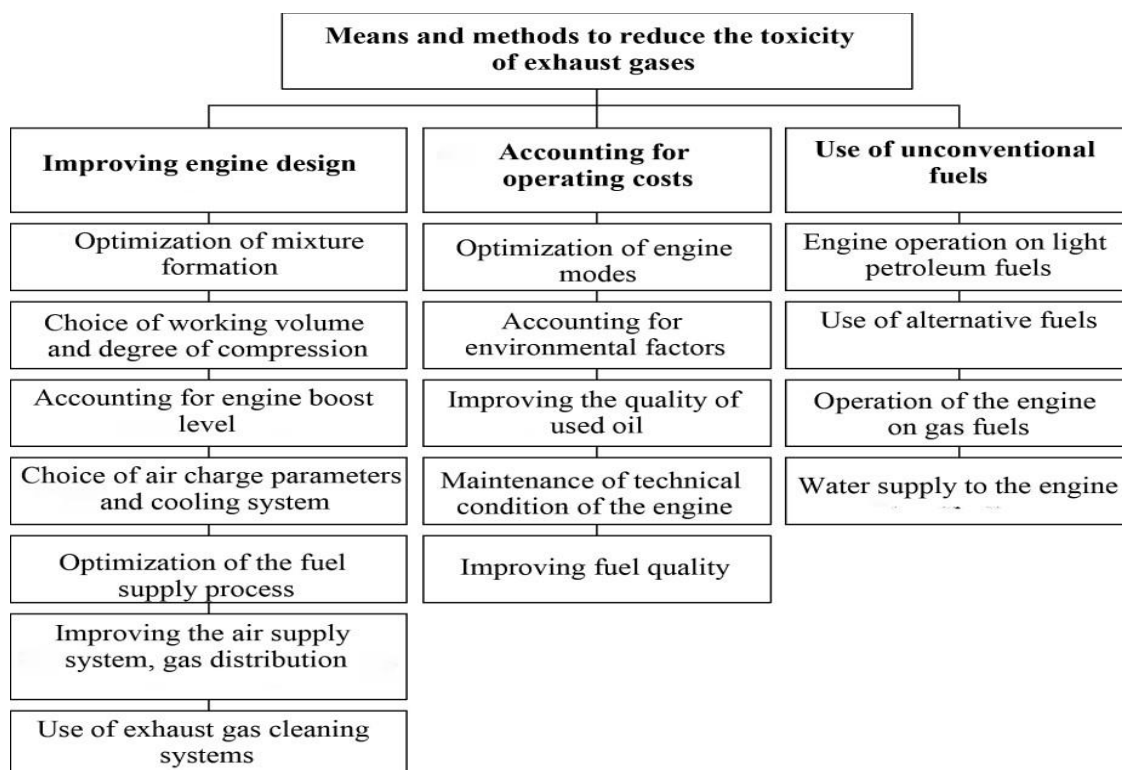 Means and methods to reduce the toxicity
of exhaust gases
Improving engine design
Optimization of mixture
formation
Choice of working volume
and degree of compression
Accounting for engine boost
level
Choice of air charge parameters
and cooling system
Optimization of the fuel
supply process
Improving the air supply
system, gas distribution
Use of exhaust gas cleaning
systems
Accounting for
operating costs
Optimization of engine
modes
Accounting for
environmental factors
Improving the quality of
used oil
Maintenance of technical
condition of the engine
Improving fuel quality
Use of unconventional
fuels
Engine operation on light
petroleum fuels
Use of alternative fuels
Operation of the engine
on gas fuels
Water supply to the engine